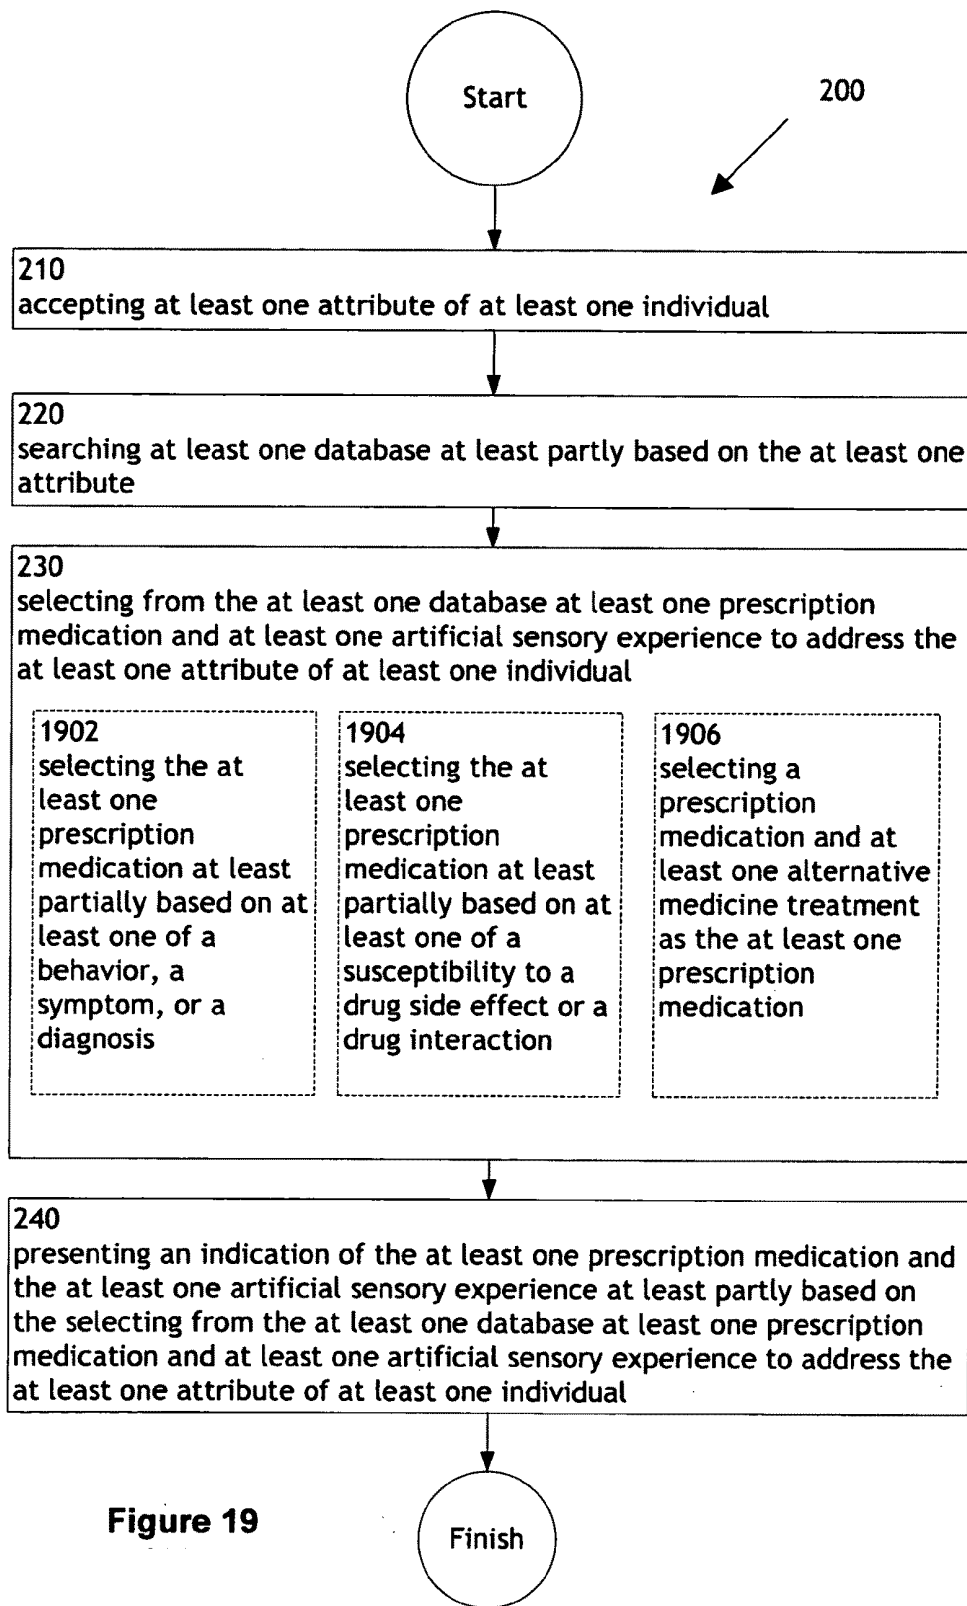 Start
200
210
accepting at least one attribute of at least one individual
220
searching at least one database at least partly based on the at least one
attribute
230
selecting from the at least one database at least one prescription
medication and at least one artificial sensory experience to address the
at least one attribute of at least one individual
1902
selecting the at
least one
prescription
medication at least
partially based on at
least one of a
behavior, a
symptom, or a
diagnosis
1904
selecting the at
least one
prescription
medication at least
partially based on at
least one of a
susceptibility to a
drug side effect or a
drug interaction
1906
selecting a
prescription
medication and at
least one alternative
medicine treatment
as the at least one
prescription
medication
240
presenting an indication of the at least one prescription medication and
the at least one artificial sensory experience at least partly based on
the selecting from the at least one database at least one prescription
medication and at least one artificial sensory experience to address the
at least one attribute of at least one individual
Figure 19
Finish